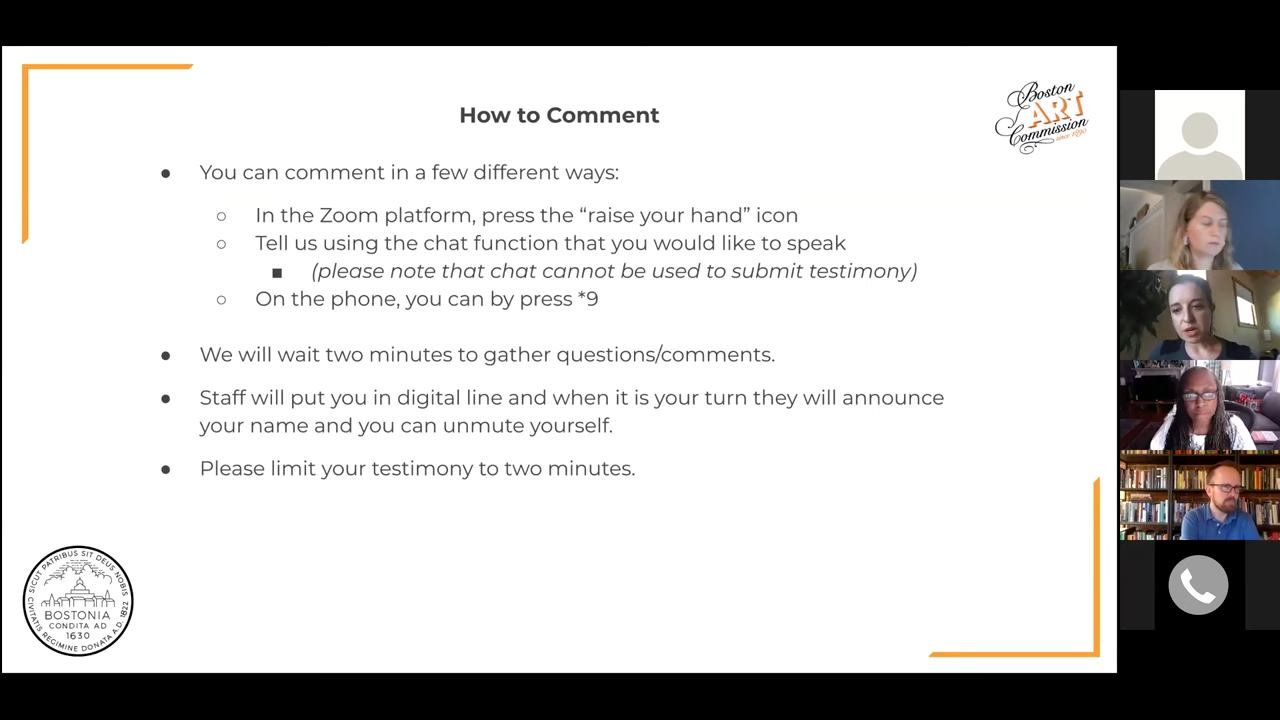 How to Comment
Boston
ART
Commission
since 1890
● You can comment in a few different ways:
○ In the Zoom platform, press the “raise your hand” icon
○ Tell us using the chat function that you would like to speak
■ (please note that chat cannot be used to submit testimony)
○ On the phone, you can by press *9
● We will wait two minutes to gather questions/comments.
● Staff will put you in digital line and when it is your turn they will announce
your name and you can unmute yourself.
● Please limit your testimony to two minutes.
SICUT PATRIBUS SIT DEUS NOBIS
BOSTONIA
CONDITA AD
1630
CIVITATIS REGIMINE DONATA A.D. 1822